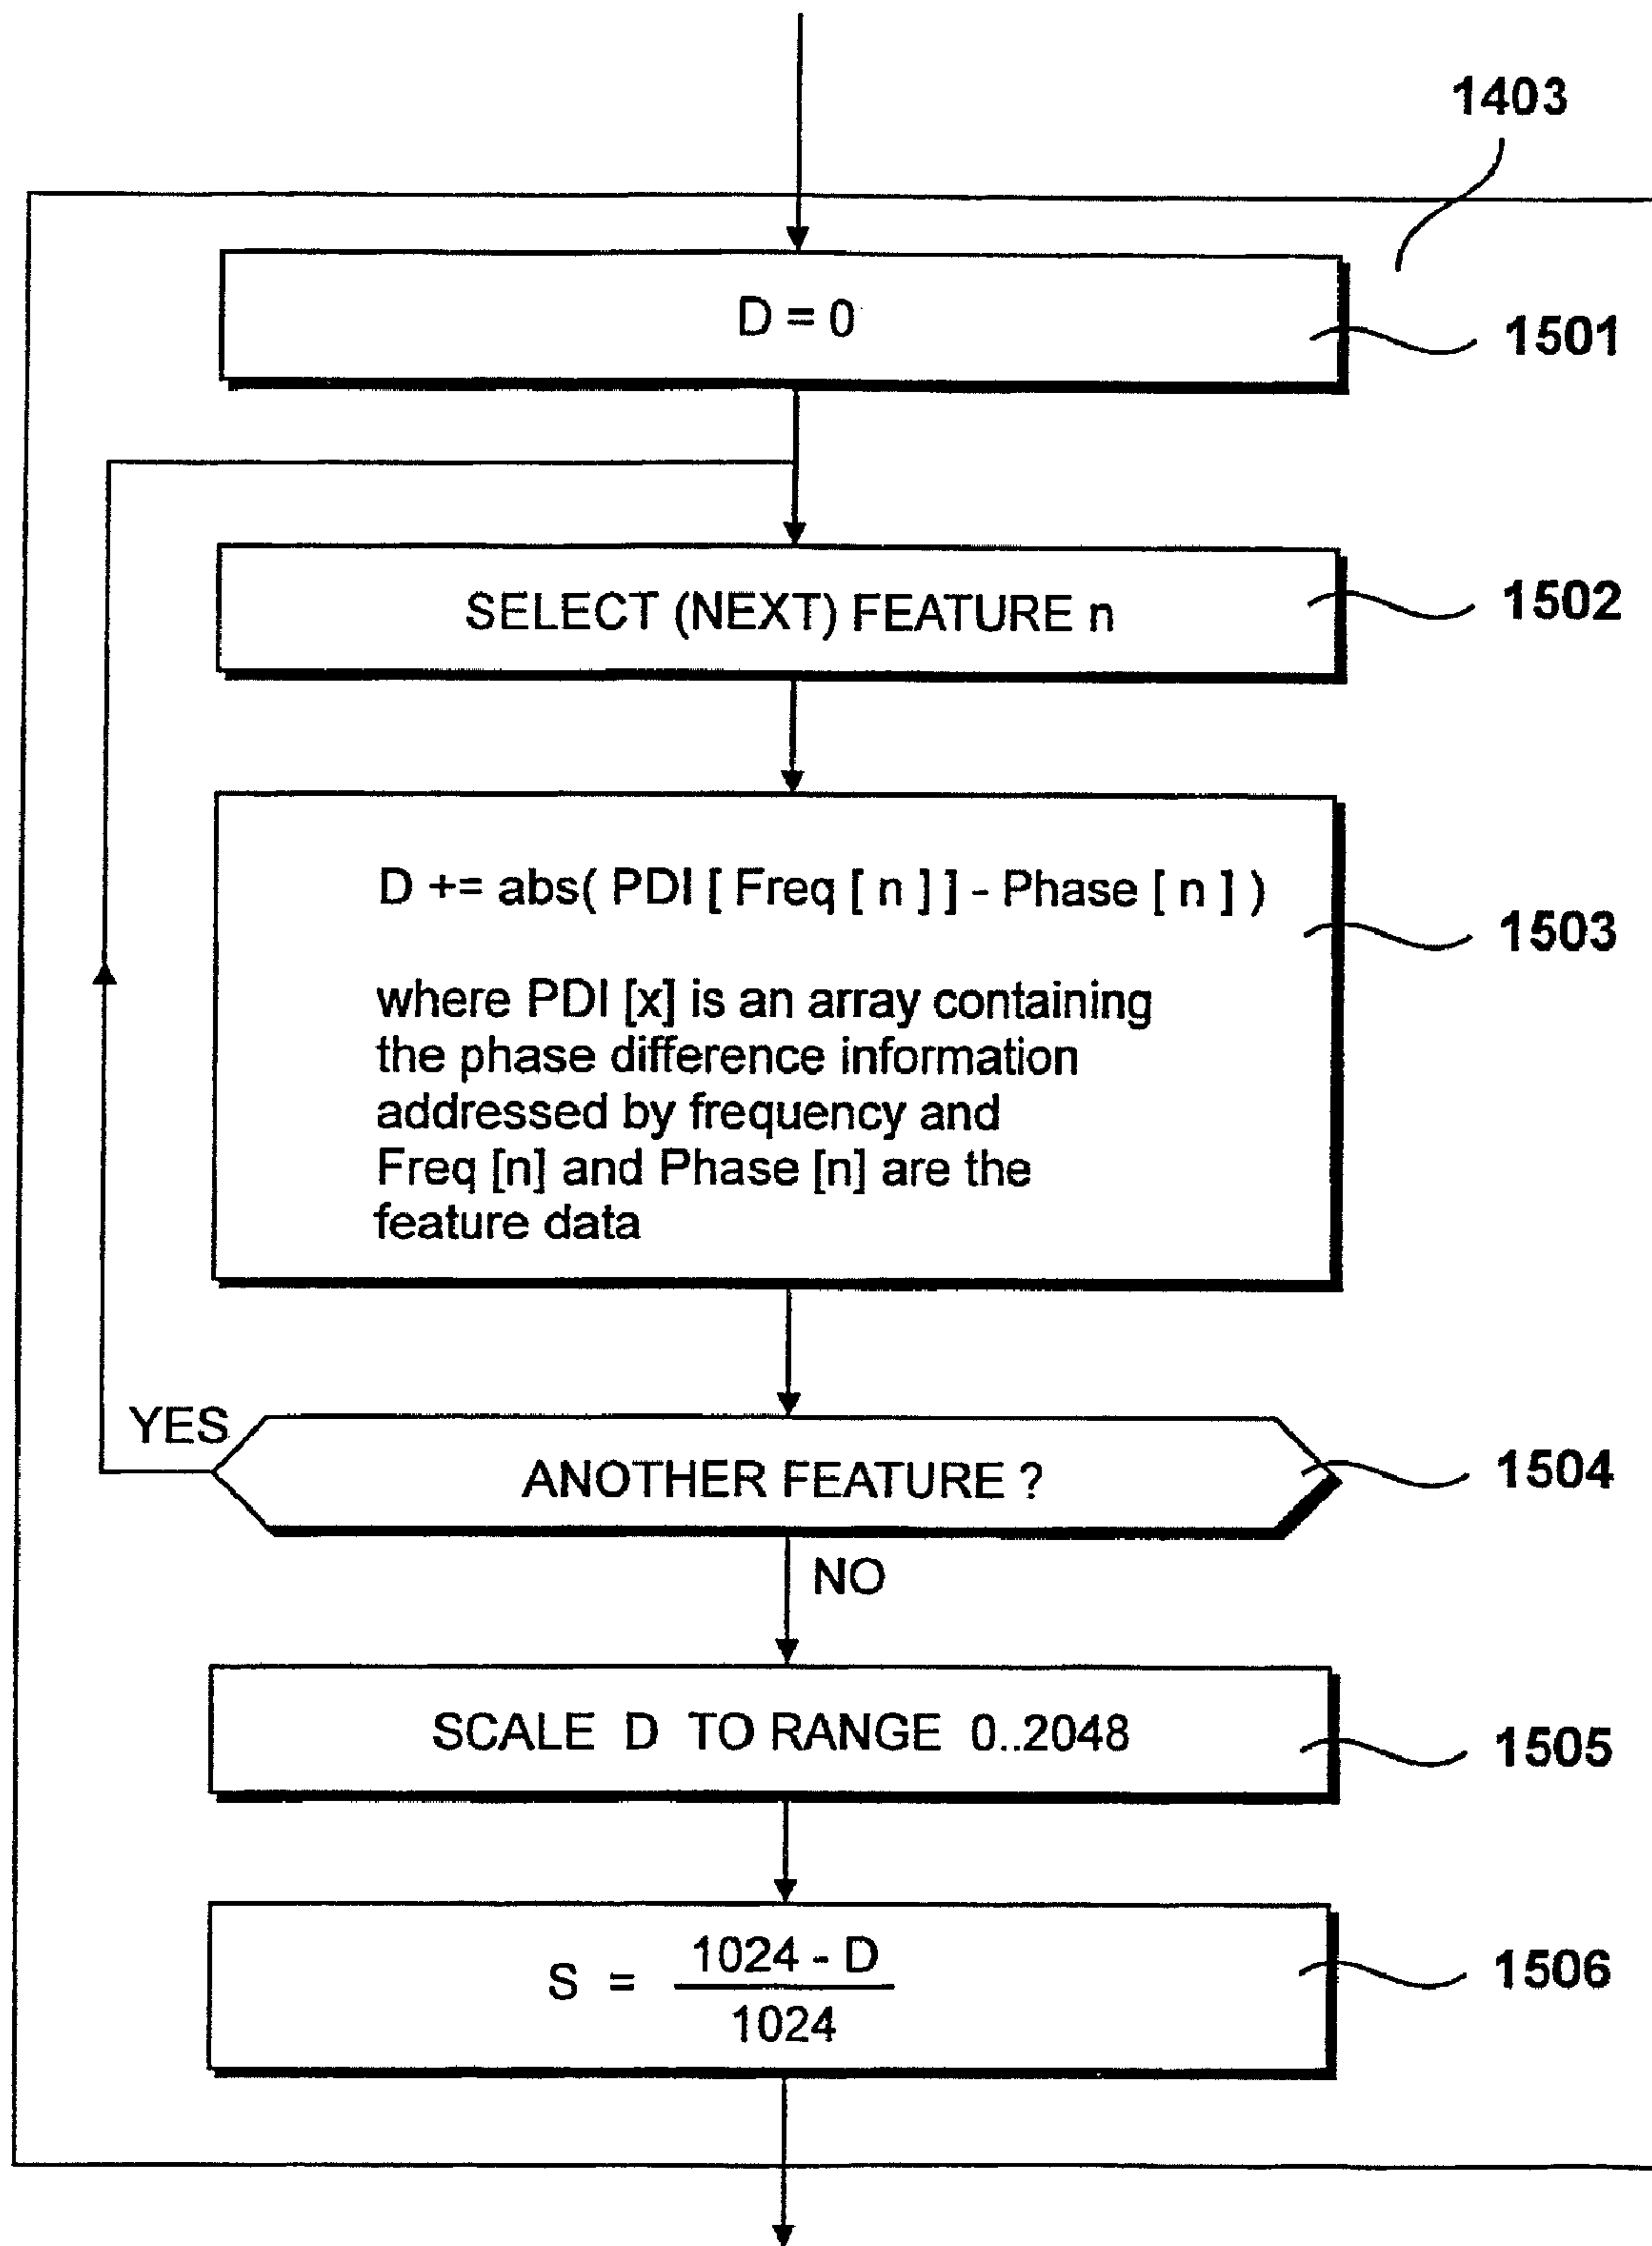 1403
D = 0
1501
SELECT (NEXT) FEATURE n
1502
D += abs( PDI [ Freq [ n ] ] - Phase [ n ] )
1503
where PDI [x] is an array containing
the phase difference information
addressed by frequency and
Freq [n] and Phase [n] are the
feature data
YES
ANOTHER FEATURE ?
1504
NO
SCALE D TO RANGE 0..2048
1505
S = 1024 - D
1024
1506